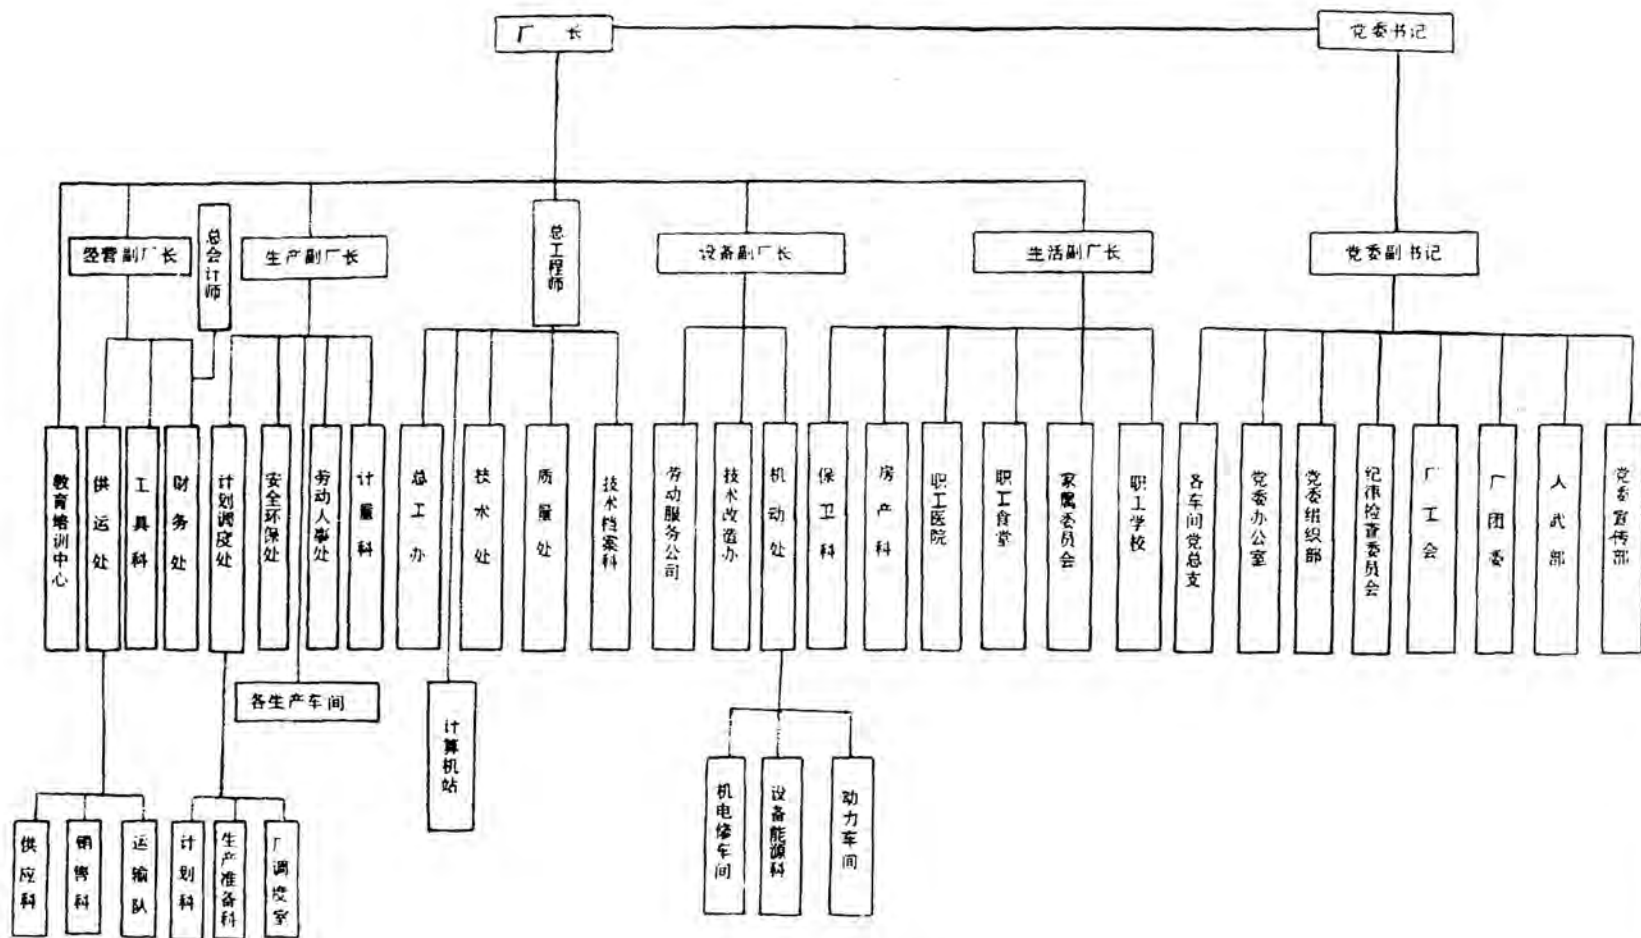 厂 长
党委书记
经营副厂长
总会计师
生产副厂长
总工程师
设备副厂长
生活副厂长
党委副书记
教育培训中心
供运处
工具科
财务处
计划调度处
安全环保处
劳动人事处
计量科
总工办
技术处
质量处
技术档案科
劳动服务公司
技术改造办
机动处
保卫科
房产科
职工医院
职工食堂
家属委员会
职工学校
各车间党总支
党委办公室
党委组织部
纪律检查委员会
厂工会
厂团委
人武部
党委宣传部
各生产车间
计算机站
机电修车间
设备能源科
动力车间
供应科
销售科
运输队
计划科
生产准备科
厂调度室